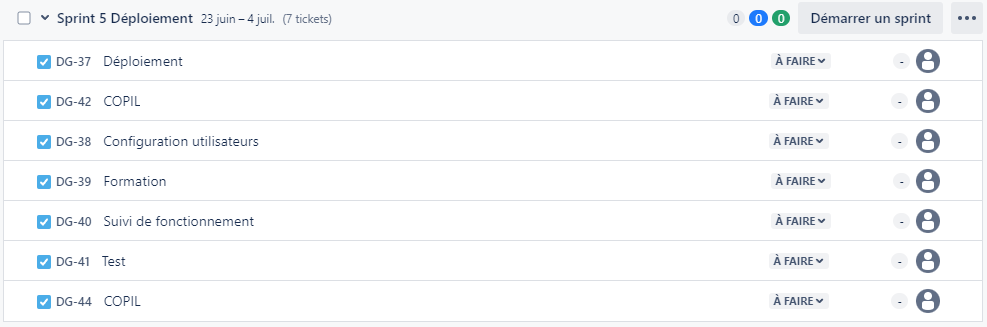 Sprint 5 Déploiement 23 juin – 4 juil. (7 tickets) 0 0 0 Démarrer un sprint
DG-37 Déploiement À FAIRE -
DG-42 COPIL À FAIRE -
DG-38 Configuration utilisateurs À FAIRE -
DG-39 Formation À FAIRE -
DG-40 Suivi de fonctionnement À FAIRE -
DG-41 Test À FAIRE -
DG-44 COPIL À FAIRE -